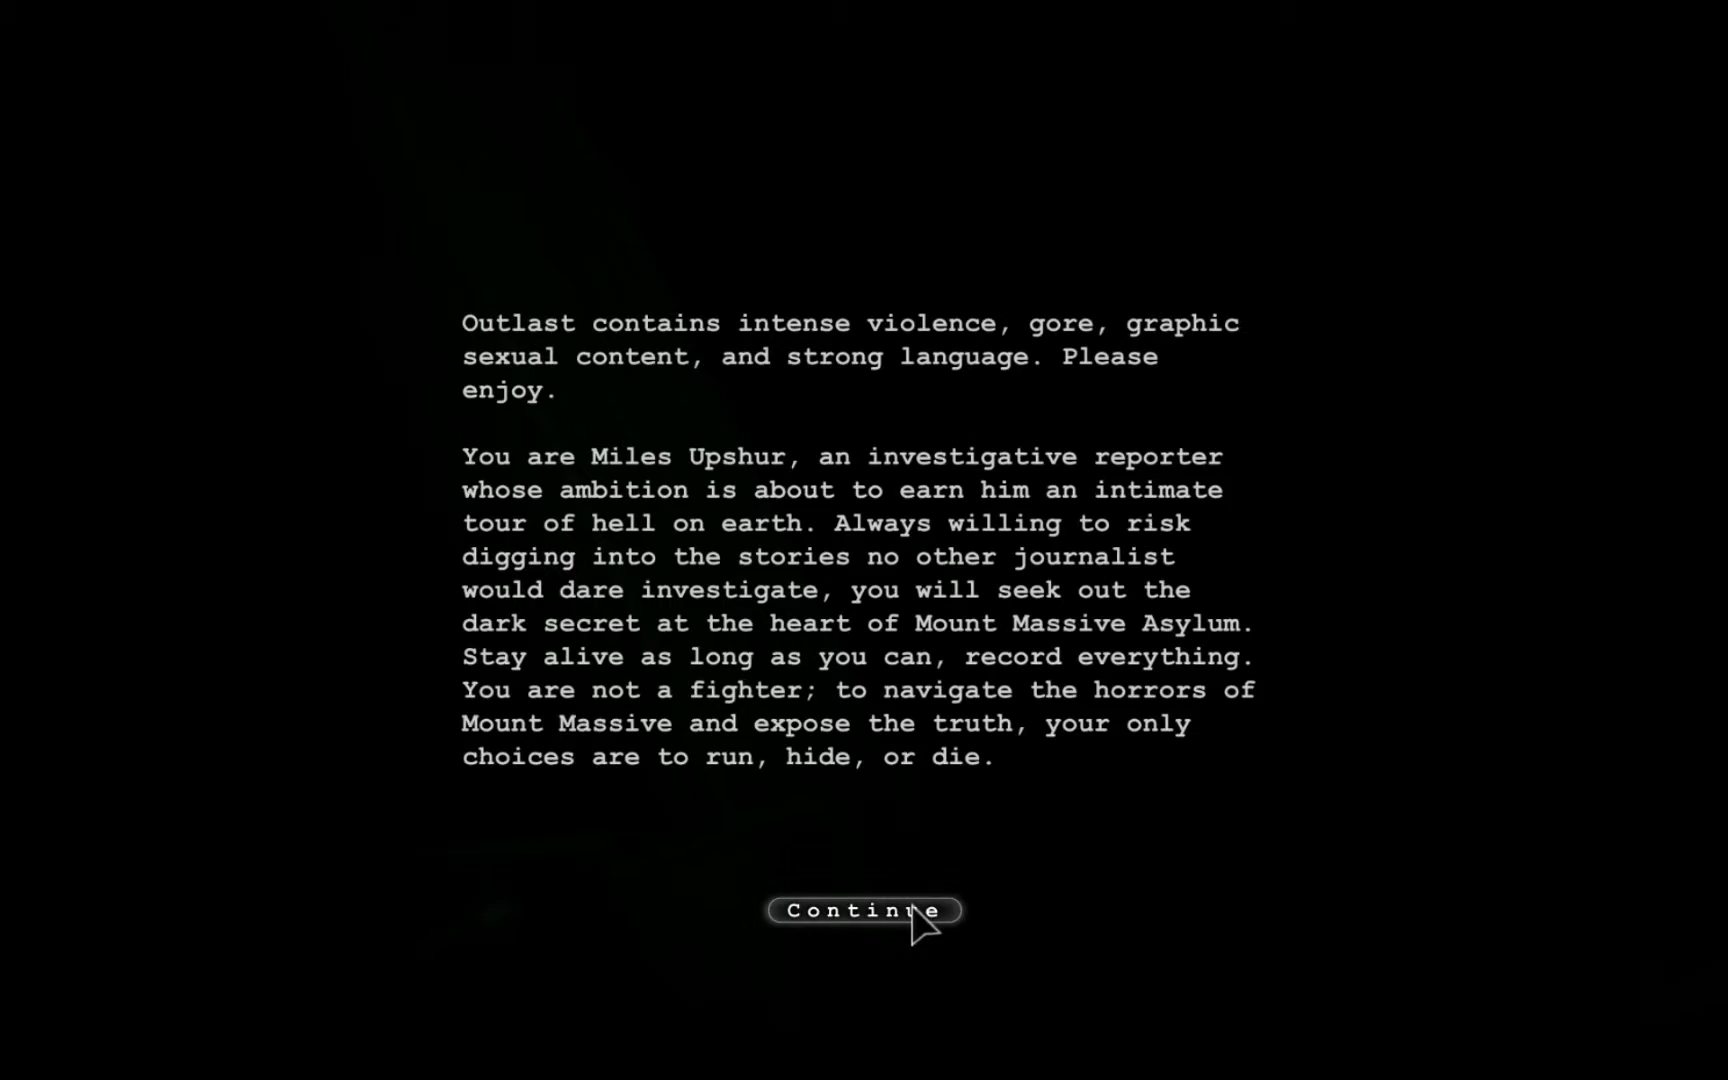 Outlast contains intense violence, gore, graphic
sexual content, and strong language. Please
enjoy.
You are Miles Upshur, an investigative reporter
whose ambition is about to earn him an intimate
tour of hell on earth. Always willing to risk
digging into the stories no other journalist
would dare investigate, you will seek out the
dark secret at the heart of Mount Massive Asylum.
Stay alive as long as you can, record everything.
You are not a fighter; to navigate the horrors of
Mount Massive and expose the truth, your only
choices are to run, hide, or die.
Continue